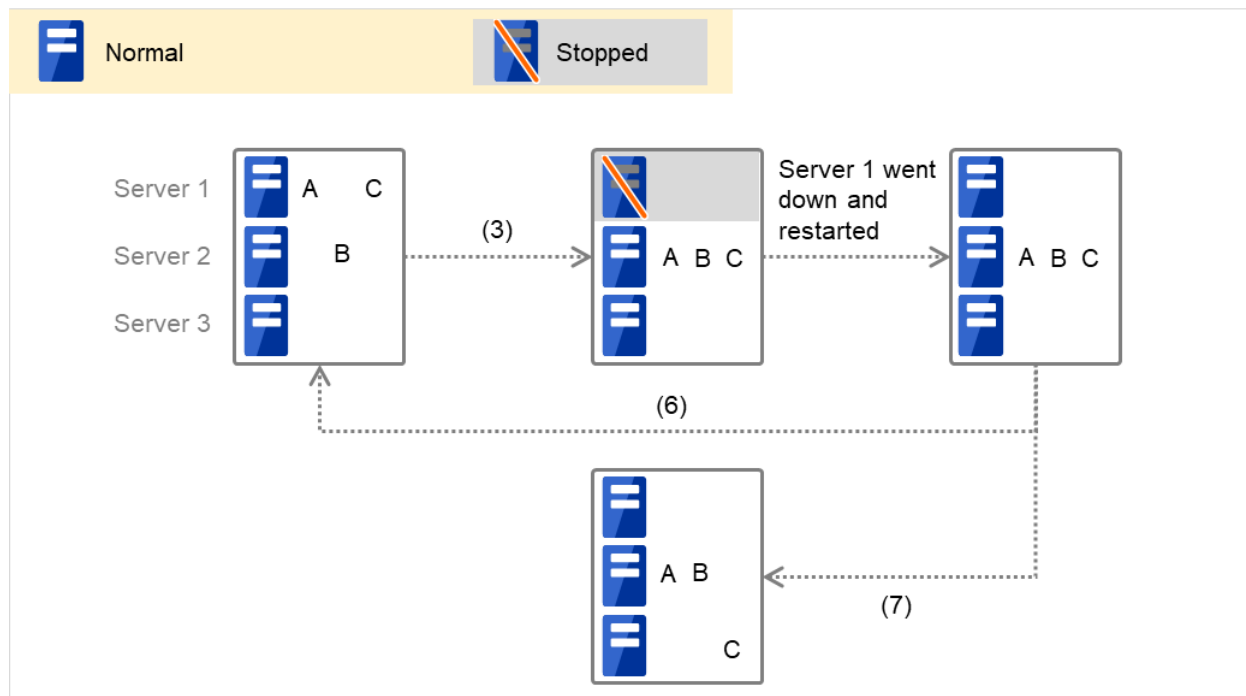 Normal
Stopped
Server 1
A C
Server 2
B
Server 3
(3)
A B C
Server 1 went
down and
restarted
A B C
(6)
A B
C
(7)